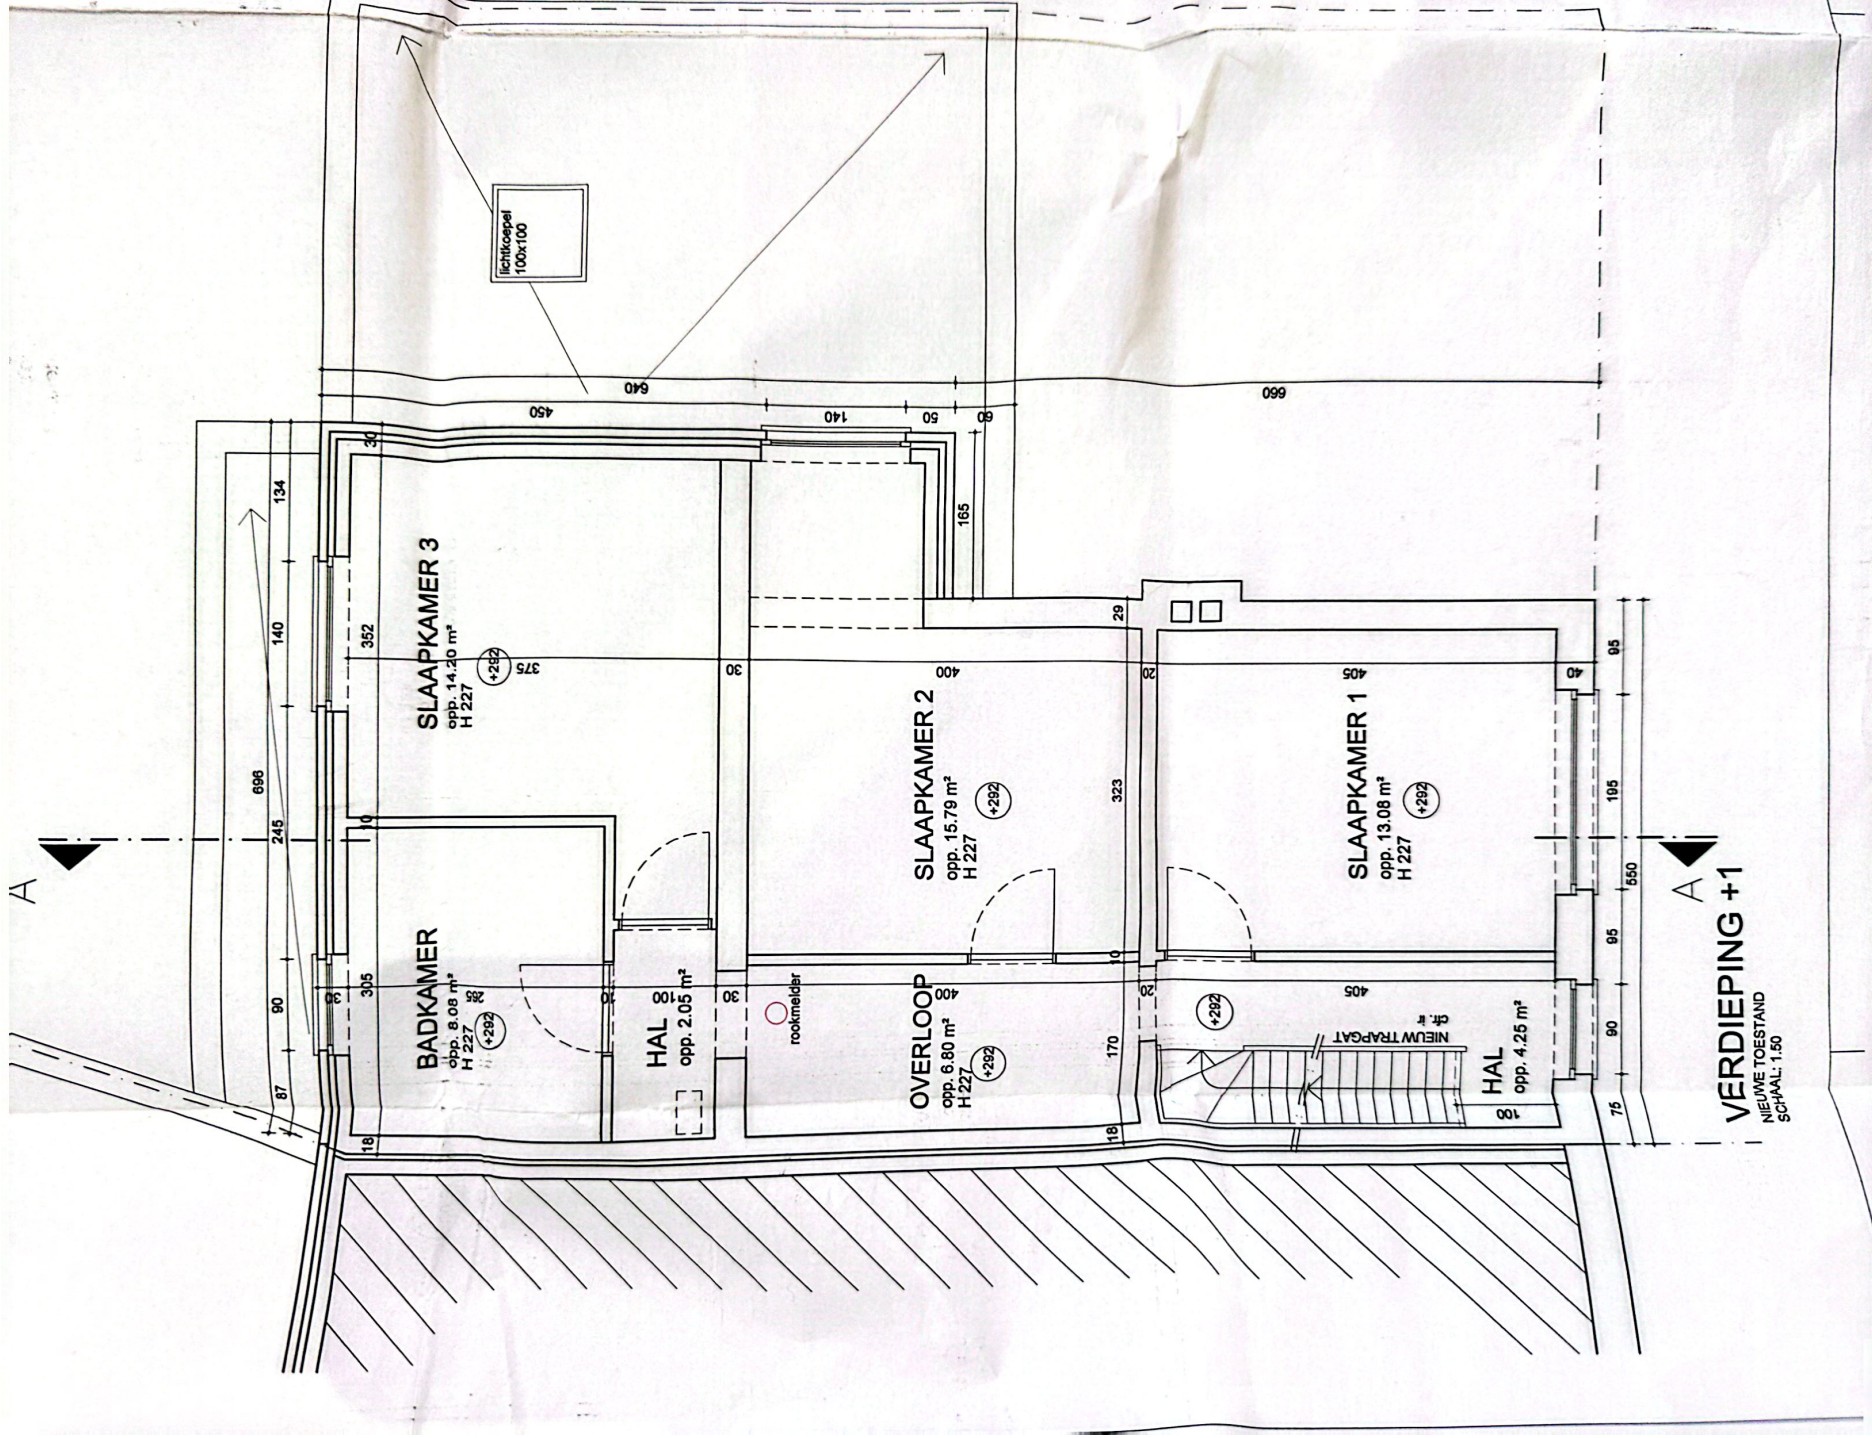 lichtkoepel
100x100
640
660
450
140
50
60
30
134
140
245
90
87
696
165
SLAAPKAMER 3
opp. 14.20 m²
H 227
+292
352
375
30
10
29
400
20
405
40
95
195
95
90
75
550
SLAAPKAMER 2
opp. 15.79 m²
H 227
+292
323
10
SLAAPKAMER 1
opp. 13.08 m²
H 227
+292
BADKAMER
opp. 8.08 m²
H 227
+292
305
30
265
10
100
30
18
HAL
opp. 2.05 m²
rookmelder
OVERLOOP
opp. 6.80 m²
H 227
+292
400
20
405
170
18
+292
NIEUW TRAPGAT
HAL
opp. 4.25 m²
100
A
A
VERDIEPING +1
NIEUWE TOESTAND
SCHAAL: 1.50